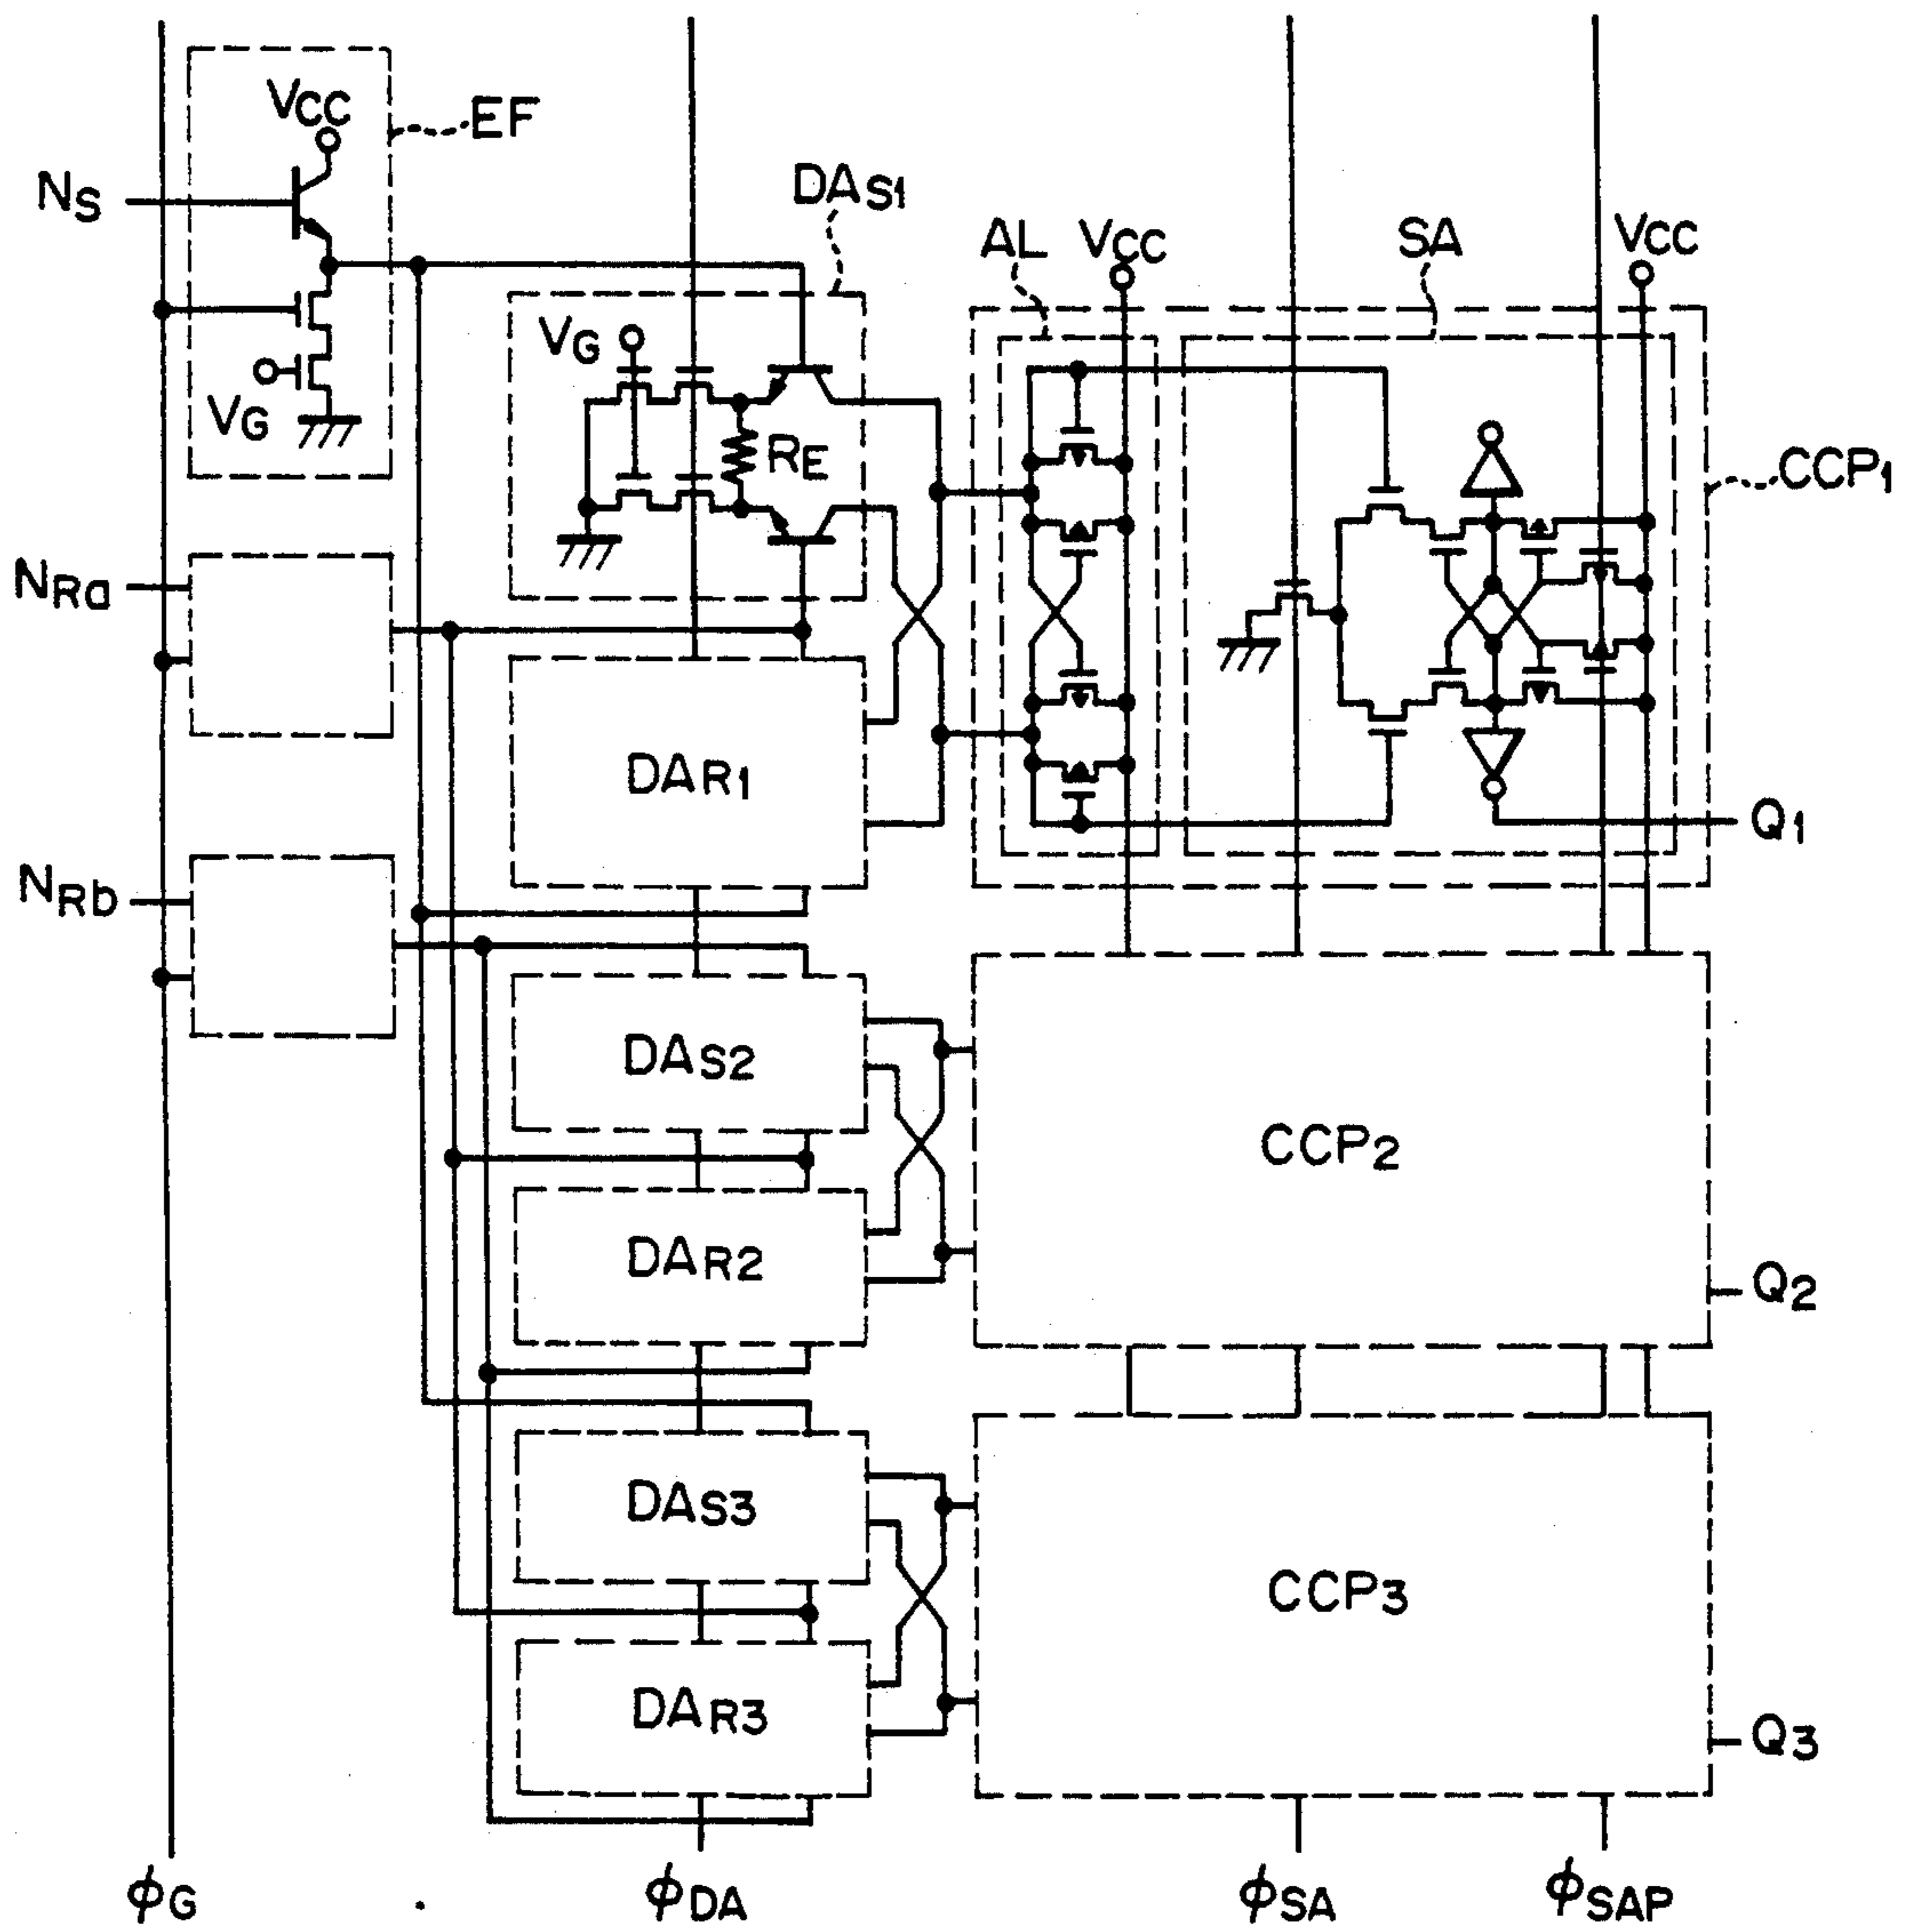 VCC
EF
NS
DAS1
AL
VCC
SA
VCC
VG
VG
RE
CCP1
NRa
DAR1
Q1
NRb
DAS2
CCP2
DAR2
Q2
DAS3
CCP3
DAR3
Q3
ϕG
ϕDA
ϕSA
ϕSAP